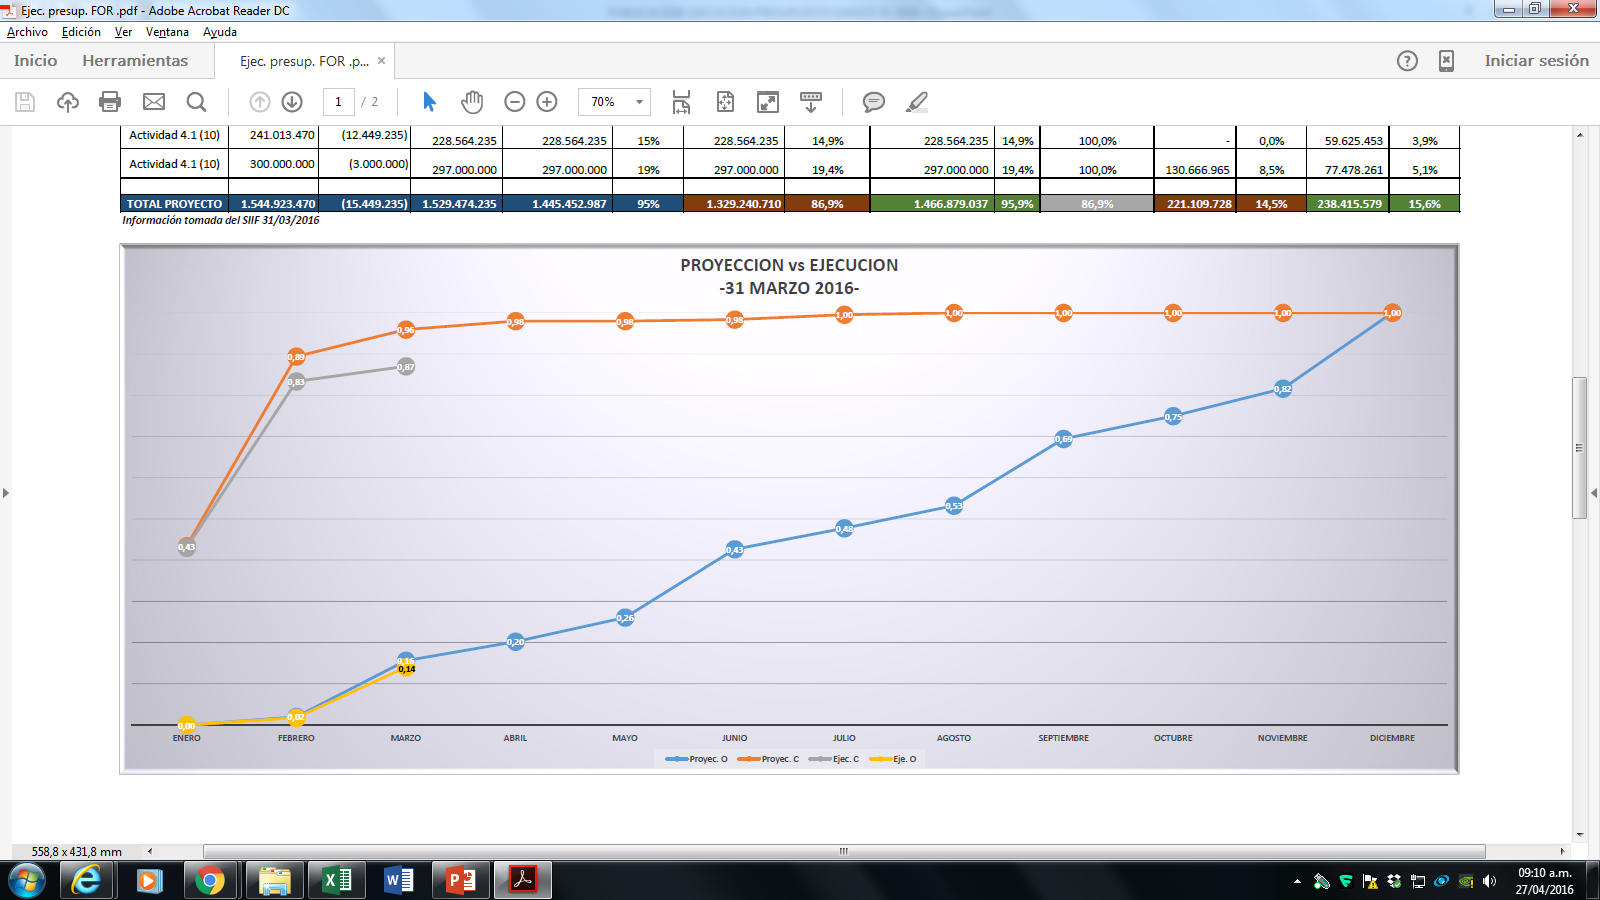 Ejec. presup. FOR .pdf - Adobe Acrobat Reader DC
Archivo Edición Ver Ventana Ayuda
Inicio Herramientas Ejec. presup. FOR .p... × Iniciar sesión
1 / 2 70%
Actividad 4.1 (10) 241.013.470 (12.449.235) 228.564.235 228.564.235 15% 228.564.235 14,9% 228.564.235 14,9% 100,0% - 0,0% 59.625.453 3,9%
Actividad 4.1 (10) 300.000.000 (3.000.000) 297.000.000 297.000.000 19% 297.000.000 19,4% 297.000.000 19,4% 100,0% 130.666.965 8,5% 77.478.261 5,1%
TOTAL PROYECTO 1.544.923.470 (15.449.235) 1.529.474.235 1.445.452.987 95% 1.329.240.710 86,9% 1.466.879.037 95,9% 86,9% 221.109.728 14,5% 238.415.579 15,6%
Información tomada del SIIF 31/03/2016
PROYECCION vs EJECUCION
-31 MARZO 2016-
0,89 0,96 0,98 0,98 0,98 1,00 1,00 1,00 1,00 1,00 1,00
0,43 0,83 0,87
0,16 0,20 0,26 0,43 0,48 0,53 0,69 0,75 0,82
0,00 0,02 0,14
ENERO FEBRERO MARZO ABRIL MAYO JUNIO JULIO AGOSTO SEPTIEMBRE OCTUBRE NOVIEMBRE DICIEMBRE
Proyec. O Proyec. C Ejec. C Eje. O
558,8 x 431,8 mm
09:10 a.m.
27/04/2016